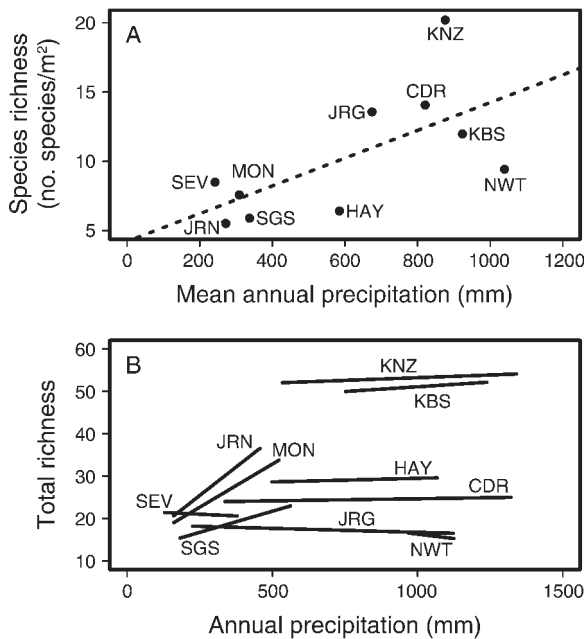 A
Species richness
(no. species/m²)
20
15
10
5
KNZ
CDR
JRG
KBS
MON
SEV
NWT
HAY
SGS
JRN
0 200 400 600 800 1000 1200
Mean annual precipitation (mm)
B
Total richness
60
50
40
30
20
10
KNZ
KBS
JRN
MON
HAY
SEV
CDR
JRG
SGS
NWT
0 500 1000 1500
Annual precipitation (mm)